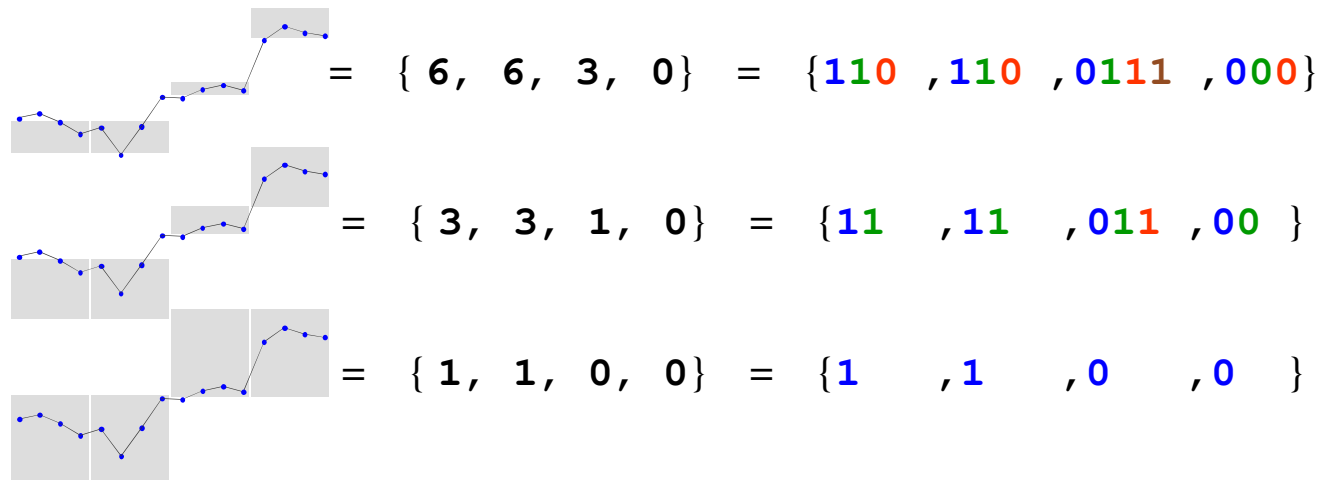 = { 6, 6, 3, 0} = {110 ,110 ,0111 ,000}
= { 3, 3, 1, 0} = {11 ,11 ,011 ,00 }
= { 1, 1, 0, 0} = {1 ,1 ,0 ,0 }